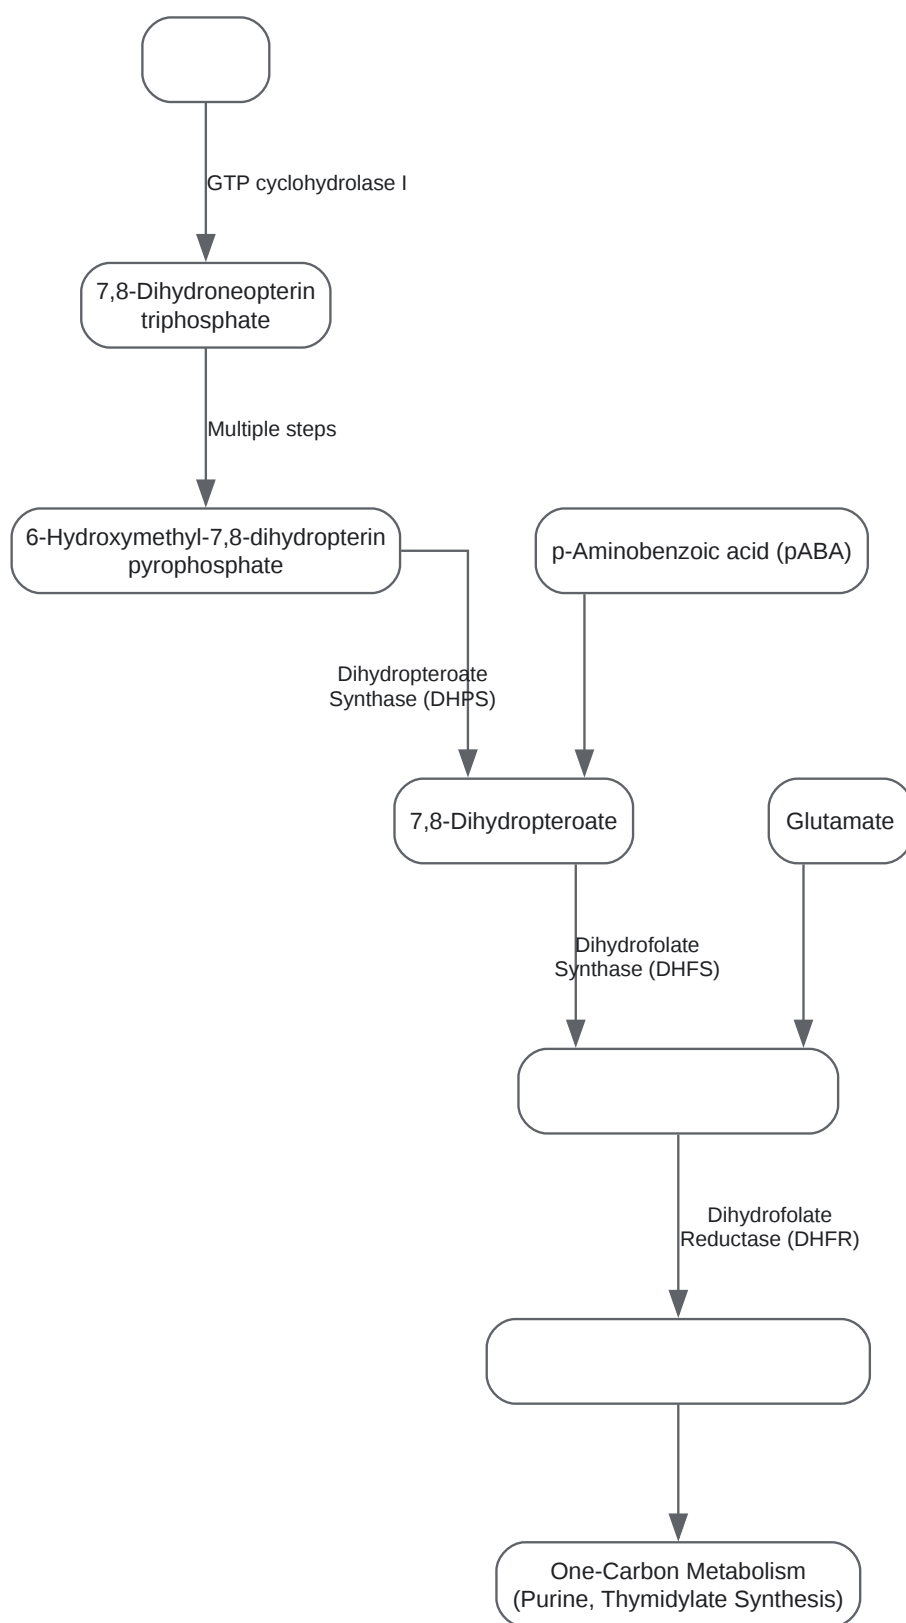 GTP cyclohydrolase I
7,8-Dihydroneopterin
triphosphate
Multiple steps
6-Hydroxymethyl-7,8-dihydropterin
pyrophosphate
p-Aminobenzoic acid (pABA)
Dihydropteroate
Synthase (DHPS)
7,8-Dihydropteroate
Glutamate
Dihydrofolate
Synthase (DHFS)
Dihydrofolate
Reductase (DHFR)
One-Carbon Metabolism
(Purine, Thymidylate Synthesis)